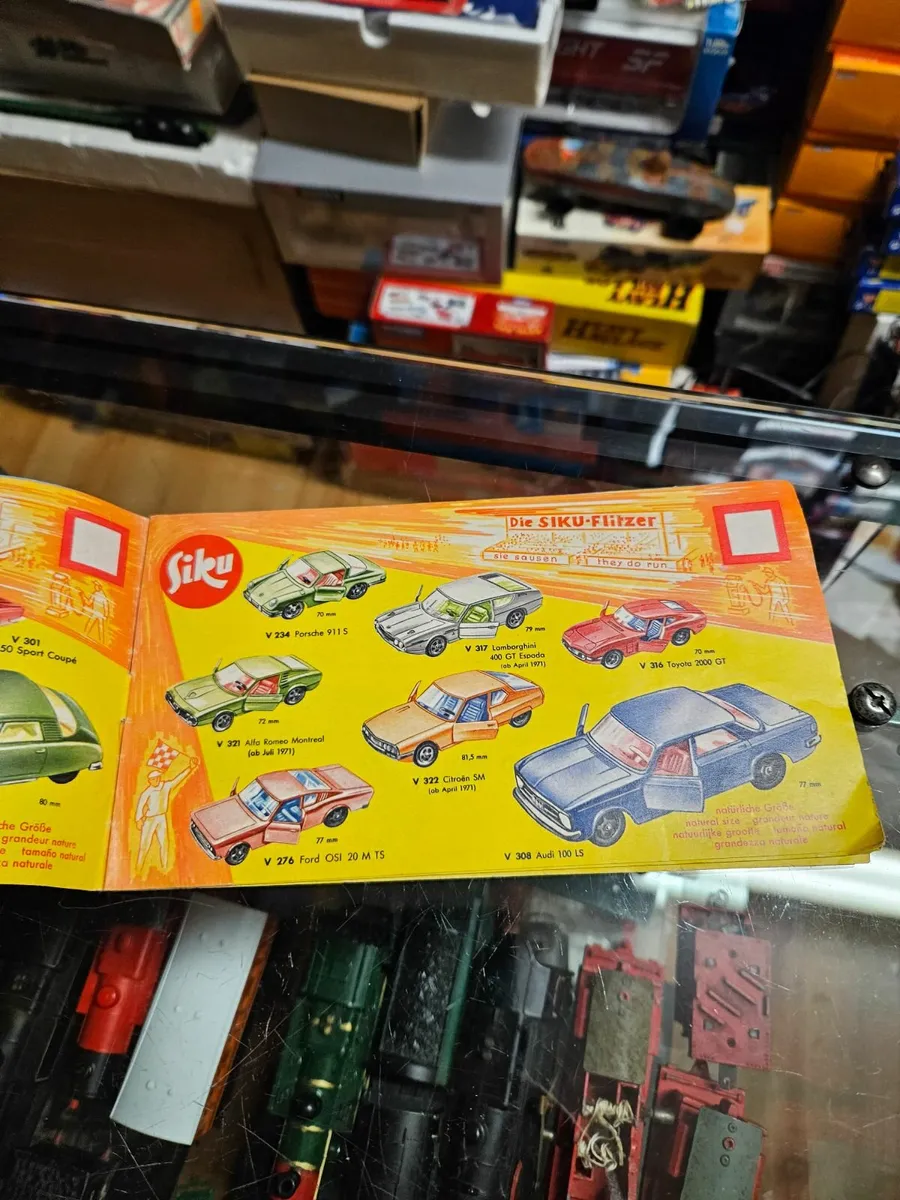 SF
HEAVY
HAULAGE
Die SIKU-Flitzer
sie sausen
They do run
Siku
70 mm
V 234 Porsche 911 S
79 mm
V 317 Lamborghini
400 GT Espada
(ab April 1971)
70 mm
V 316 Toyota 2000 GT
72 mm
V 321 Alfa Romeo Montreal
(ab Juli 1971)
81,5 mm
V 322 Citroën SM
(ab April 1971)
77 mm
V 276 Ford OSI 20 M TS
77 mm
V 308 Audi 100 LS
natürliche Größe
natural size grandeur nature
natuurlijke grootte tamaño natural
grandezza naturale
V 301
50 Sport Coupé
80 mm
che Größe
grandeur nature
e tamaño natural
a naturale